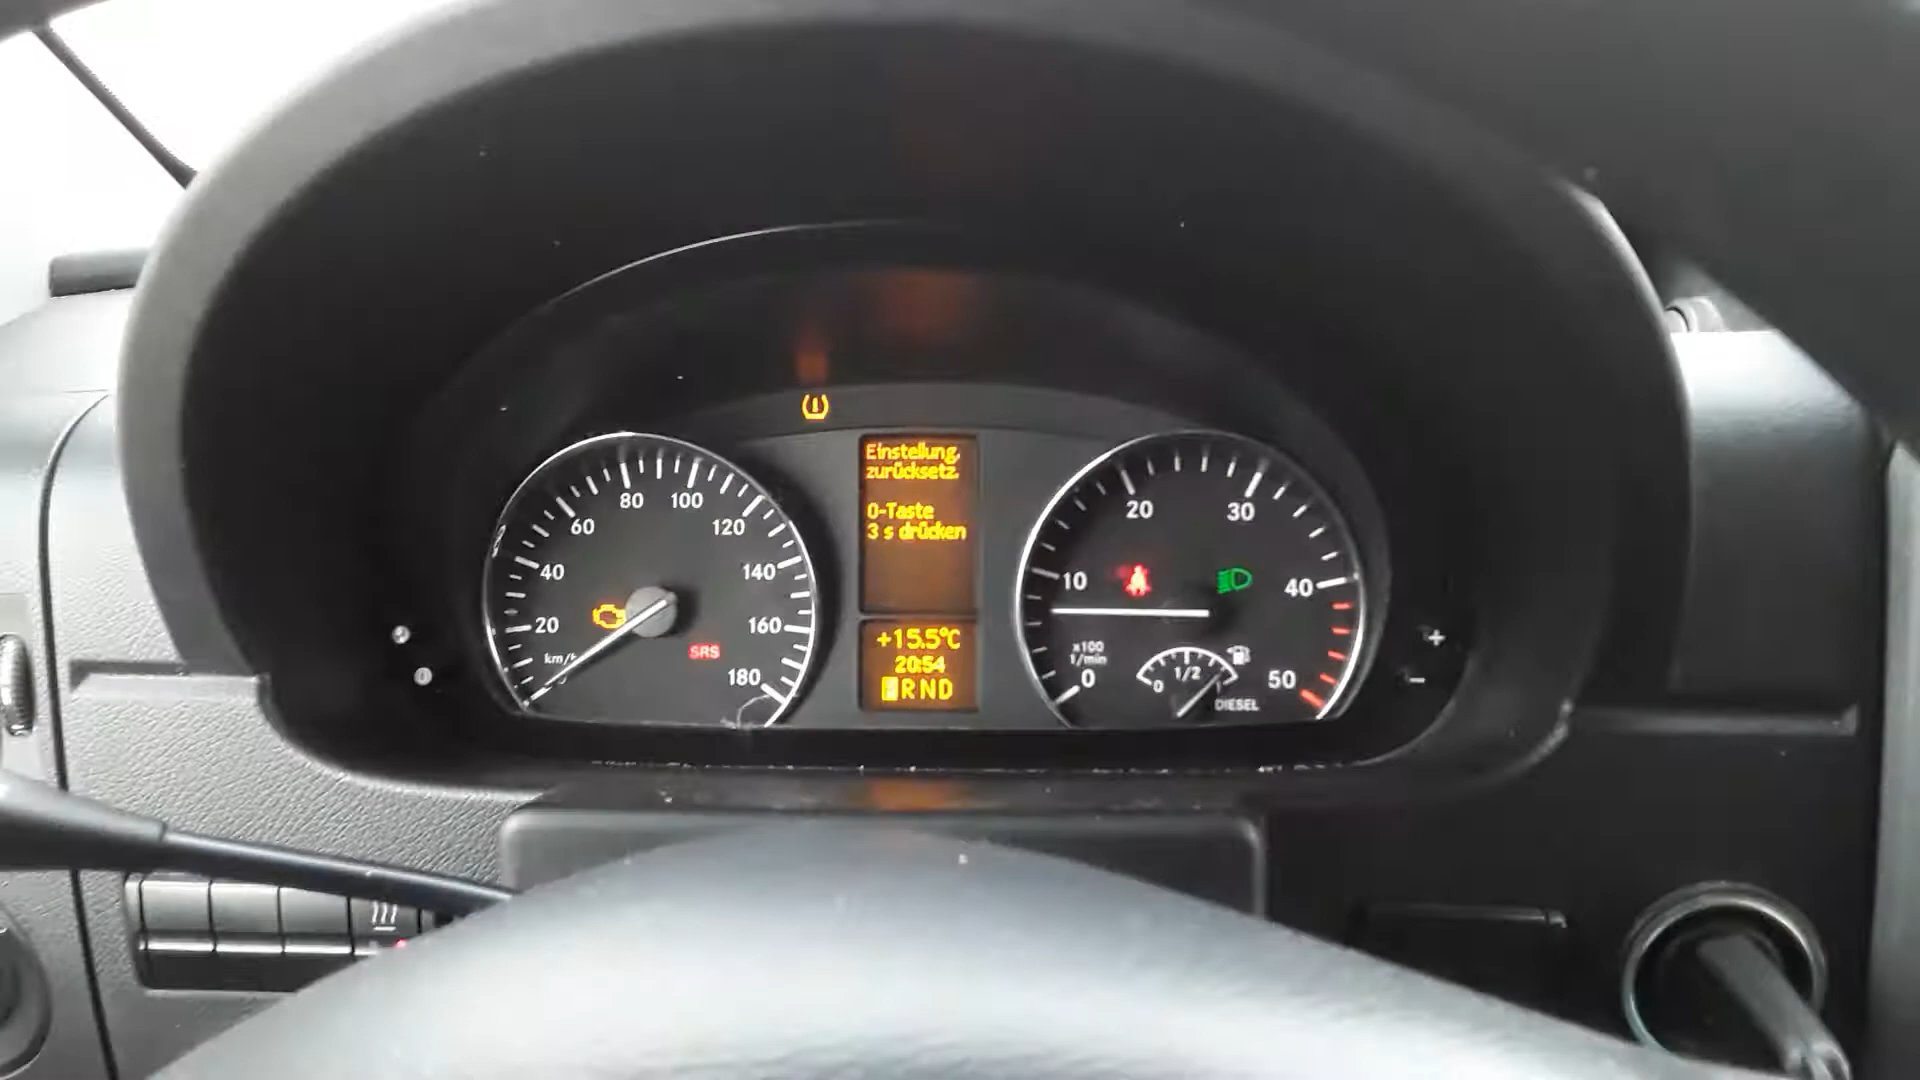 Einstellung.
zurücksetz.
0-Taste
3 s drücken
+15.5°C
20:54
RND
20
40
60
80
100
120
140
160
180
SRS
0
10
20
30
40
50
x100
1/min
0
1/2
DIESEL
+
-